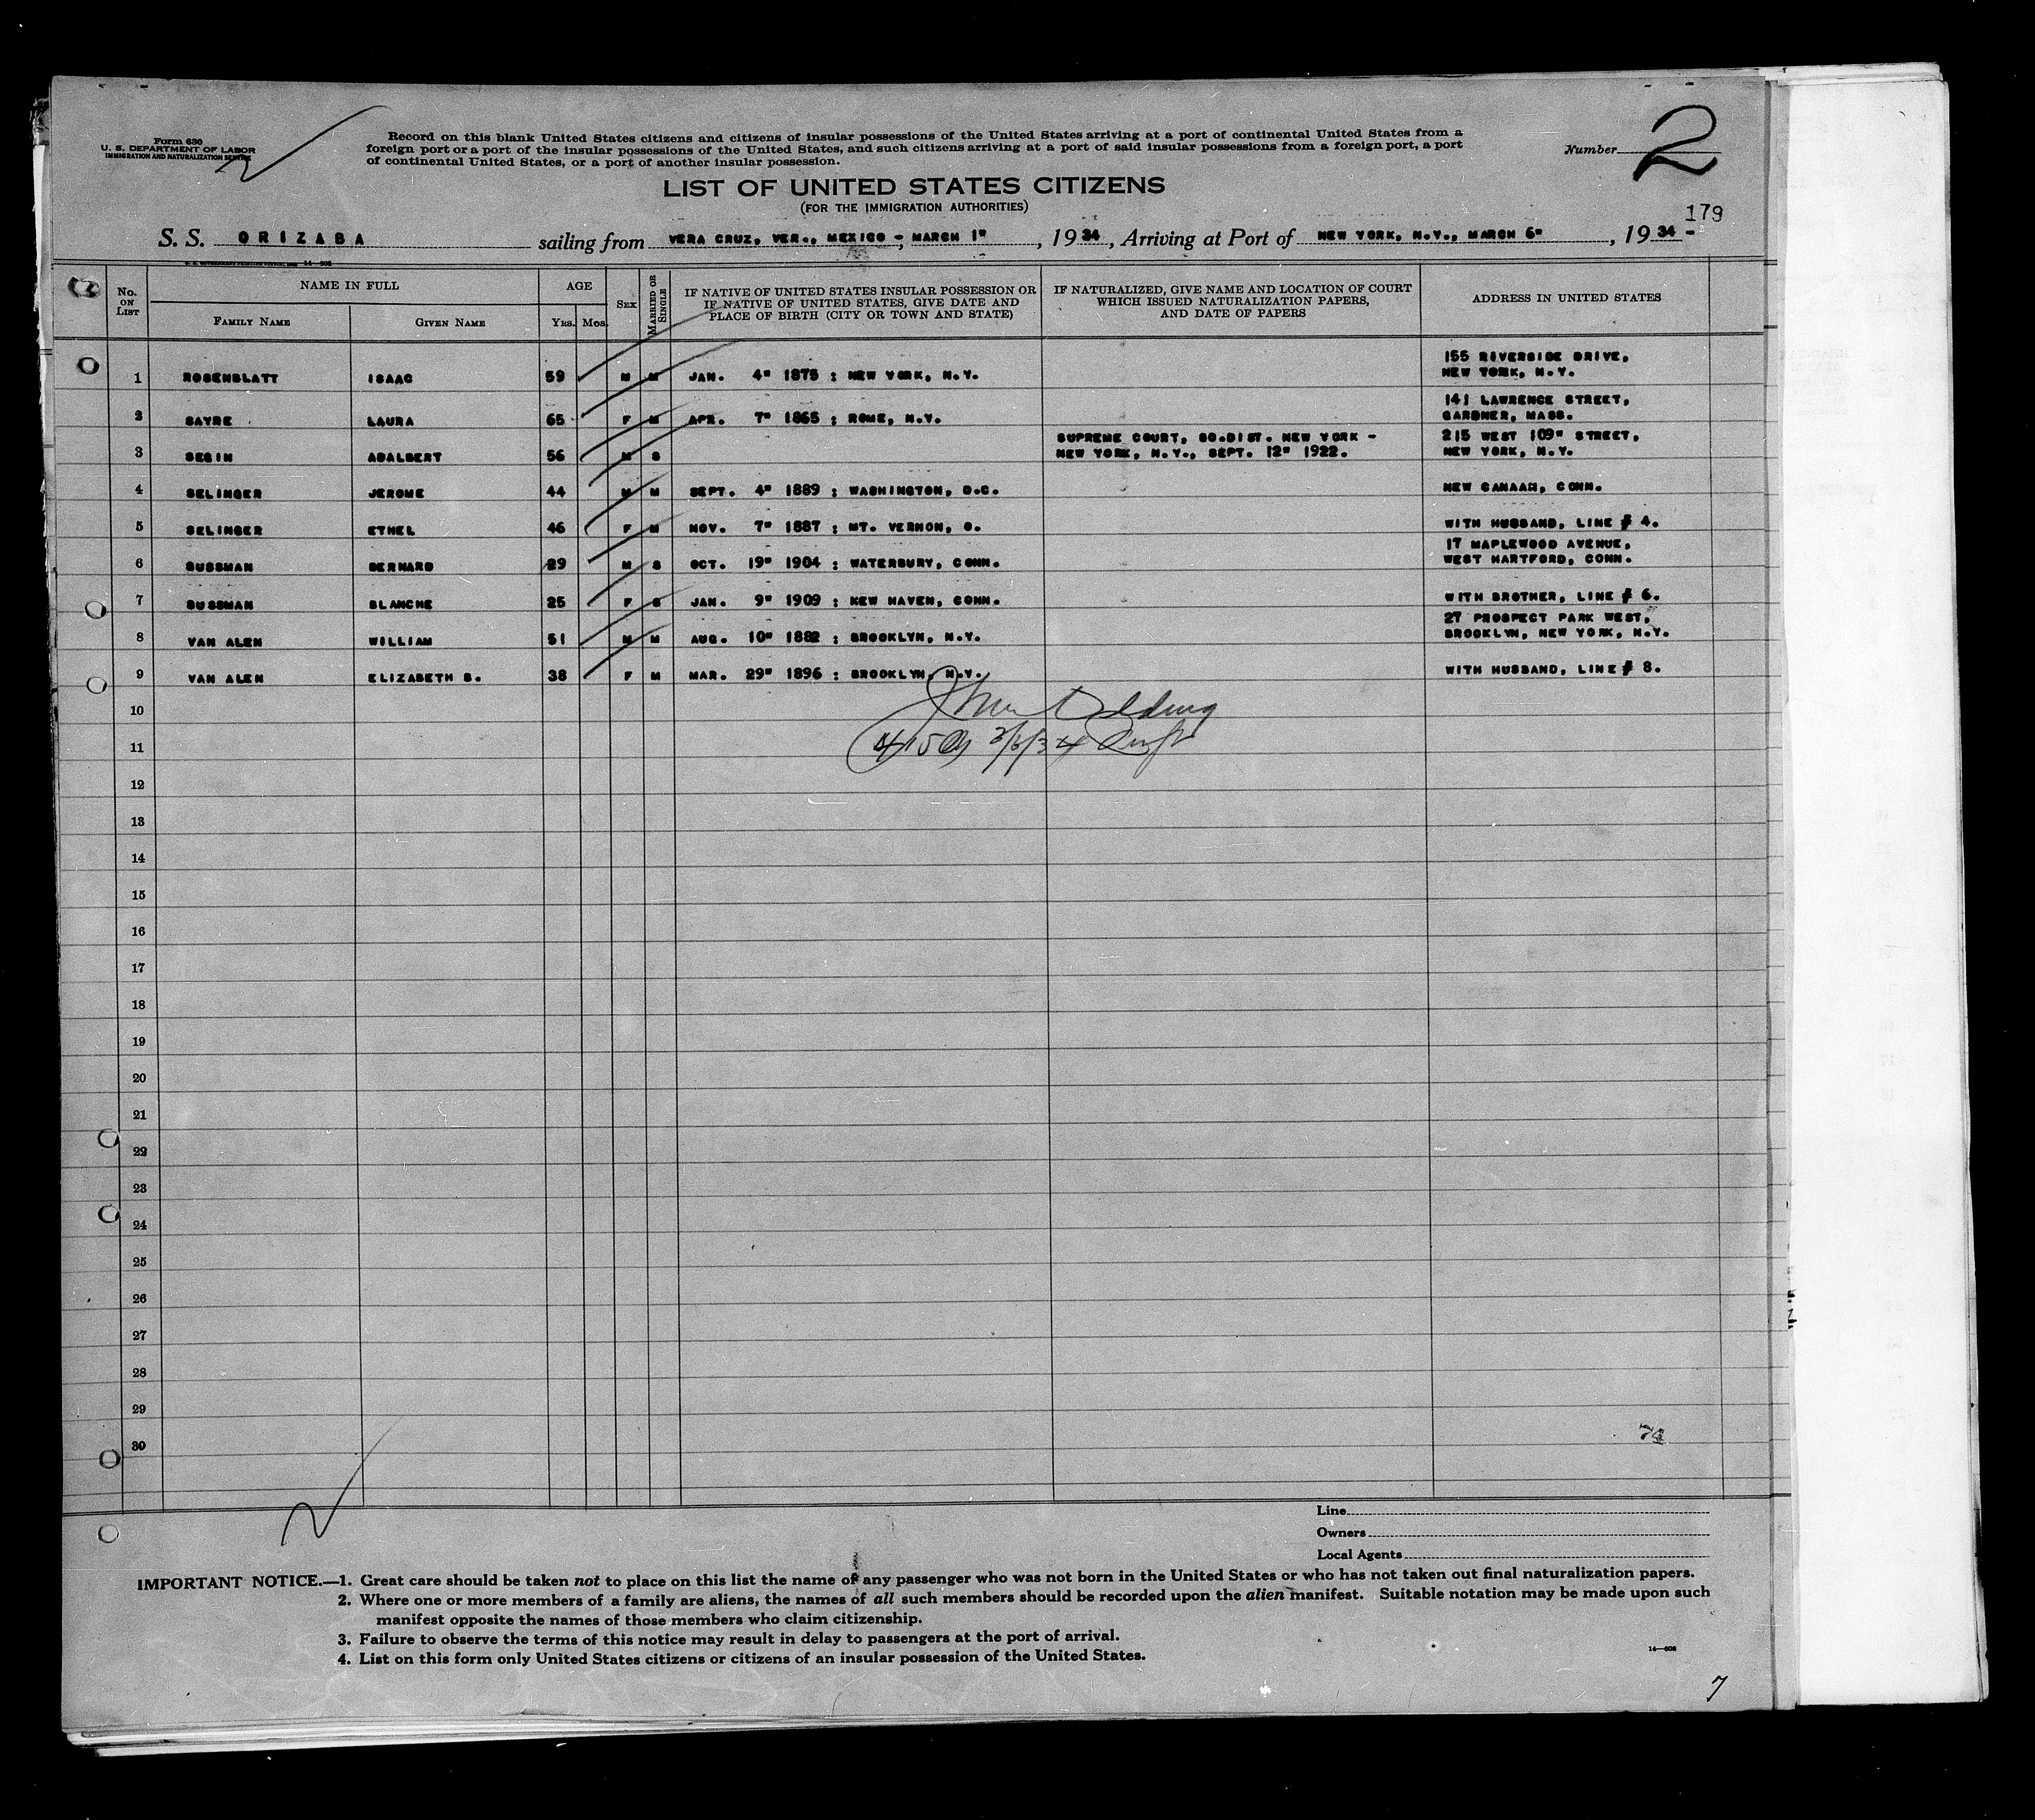 Form 630
U. S. DEPARTMENT OF LABOR
IMMIGRATION AND NATURALIZATION SERVICE
Record on this blank United States citizens and citizens of insular possessions of the United States arriving at a port of continental United States from a
foreign port or a port of the insular possessions of the United States, and such citizens arriving at a port of said insular possessions from a foreign port, a port
of continental United States, or a port of another insular possession.
Number 2
LIST OF UNITED STATES CITIZENS
(FOR THE IMMIGRATION AUTHORITIES)
179
S. S. ORIZABA sailing from VERA CRUZ, VER., MEXICO - MARCH 1", 1934, Arriving at Port of NEW YORK, N.Y., MARCH 6", 1934-
No. ON LIST
NAME IN FULL
FAMILY NAME
GIVEN NAME
AGE
YRS. MOS.
SEX
MARRIED OR SINGLE
IF NATIVE OF UNITED STATES INSULAR POSSESSION OR
IF NATIVE OF UNITED STATES, GIVE DATE AND
PLACE OF BIRTH (CITY OR TOWN AND STATE)
IF NATURALIZED, GIVE NAME AND LOCATION OF COURT
WHICH ISSUED NATURALIZATION PAPERS,
AND DATE OF PAPERS
ADDRESS IN UNITED STATES
1 ROSENBLATT ISAAC 59 M M JAN. 4" 1875 ; NEW YORK, N.Y. 155 RIVERSIDE DRIVE,
NEW YORK, N.Y.
2 SAYRE LAURA 65 F M APR. 7" 1865 ; ROME, N.Y. 141 LAWRENCE STREET,
GARDNER, MASS.
3 SEGIN ADALBERT 56 M S SUPREME COURT, SO.DIST. NEW YORK -
NEW YORK, N.Y., SEPT. 12" 1922. 215 WEST 109" STREET,
NEW YORK, N.Y.
4 SELINGER JEROME 44 M M SEPT. 4" 1889 ; WASHINGTON, D.C. NEW CANAAN, CONN.
5 SELINGER ETHEL 46 F M NOV. 7" 1887 ; MT. VERNON, O. WITH HUSBAND, LINE # 4.
6 SUSSMAN BERNARD 29 M S OCT. 19" 1904 ; WATERBURY, CONN. 17 MAPLEWOOD AVENUE,
WEST HARTFORD, CONN.
7 SUSSMAN BLANCHE 25 F S JAN. 9" 1909 ; NEW HAVEN, CONN. WITH BROTHER, LINE # 6.
8 VAN ALEN WILLIAM 51 M M AUG. 10" 1882 ; BROOKLYN, N.Y. 27 PROSPECT PARK WEST,
BROOKLYN, NEW YORK, N.Y.
9 VAN ALEN ELIZABETH B. 38 F M MAR. 29" 1896 ; BROOKLYN, N.Y. WITH HUSBAND, LINE # 8.
10
11 3/6/34
12
13
14
15
16
17
18
19
20
21
22
23
24
25
26
27
28
29
30
Line
Owners
Local Agents
IMPORTANT NOTICE.—1. Great care should be taken not to place on this list the name of any passenger who was not born in the United States or who has not taken out final naturalization papers.
2. Where one or more members of a family are aliens, the names of all such members should be recorded upon the alien manifest. Suitable notation may be made upon such
manifest opposite the names of those members who claim citizenship.
3. Failure to observe the terms of this notice may result in delay to passengers at the port of arrival.
4. List on this form only United States citizens or citizens of an insular possession of the United States.
14—608
7